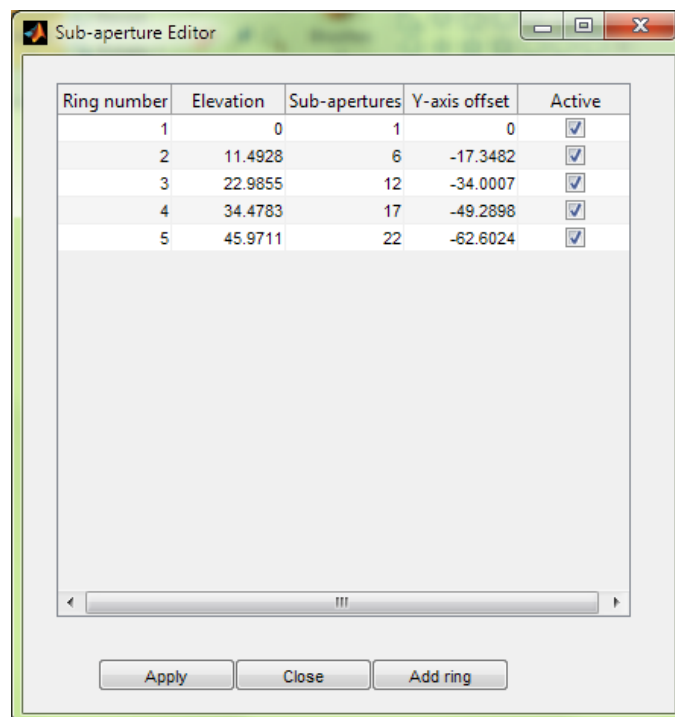 Sub-aperture Editor
Ring number Elevation Sub-apertures Y-axis offset Active
1 0 1 0
2 11.4928 6 -17.3482
3 22.9855 12 -34.0007
4 34.4783 17 -49.2898
5 45.9711 22 -62.6024
Apply Close Add ring